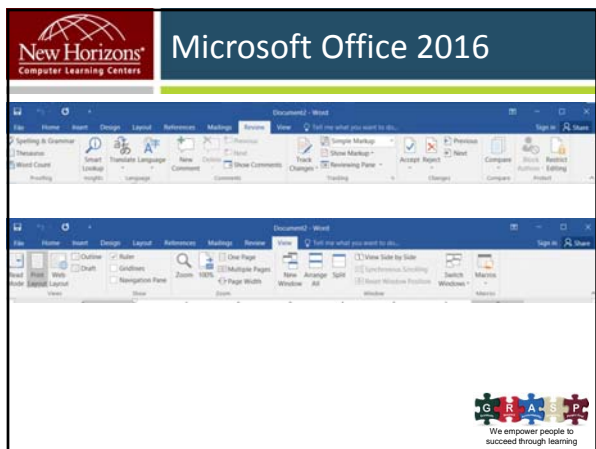 New Horizons®
Computer Learning Centers
Microsoft Office 2016
Document2 - Word
File Home Insert Design Layout References Mailings Review View Tell me what you want to do... Sign in Share
Spelling & Grammar
Thesaurus
Word Count
Smart Lookup
Translate Language
New Comment
Delete
Previous
Next
Show Comments
Track Changes
Simple Markup
Show Markup
Reviewing Pane
Accept Reject
Previous
Next
Compare
Block Authors
Restrict Editing
Proofing Insights Language Comments Tracking Changes Compare Protect
Document2 - Word
File Home Insert Design Layout References Mailings Review View Tell me what you want to do... Sign in Share
Read Mode
Print Layout
Web Layout
Outline
Draft
Ruler
Gridlines
Navigation Pane
Zoom 100%
One Page
Multiple Pages
Page Width
New Window
Arrange All
Split
View Side by Side
Synchronous Scrolling
Reset Window Position
Switch Windows
Macros
Views Show Zoom Window Macros
G R A S P
We empower people to
succeed through learning